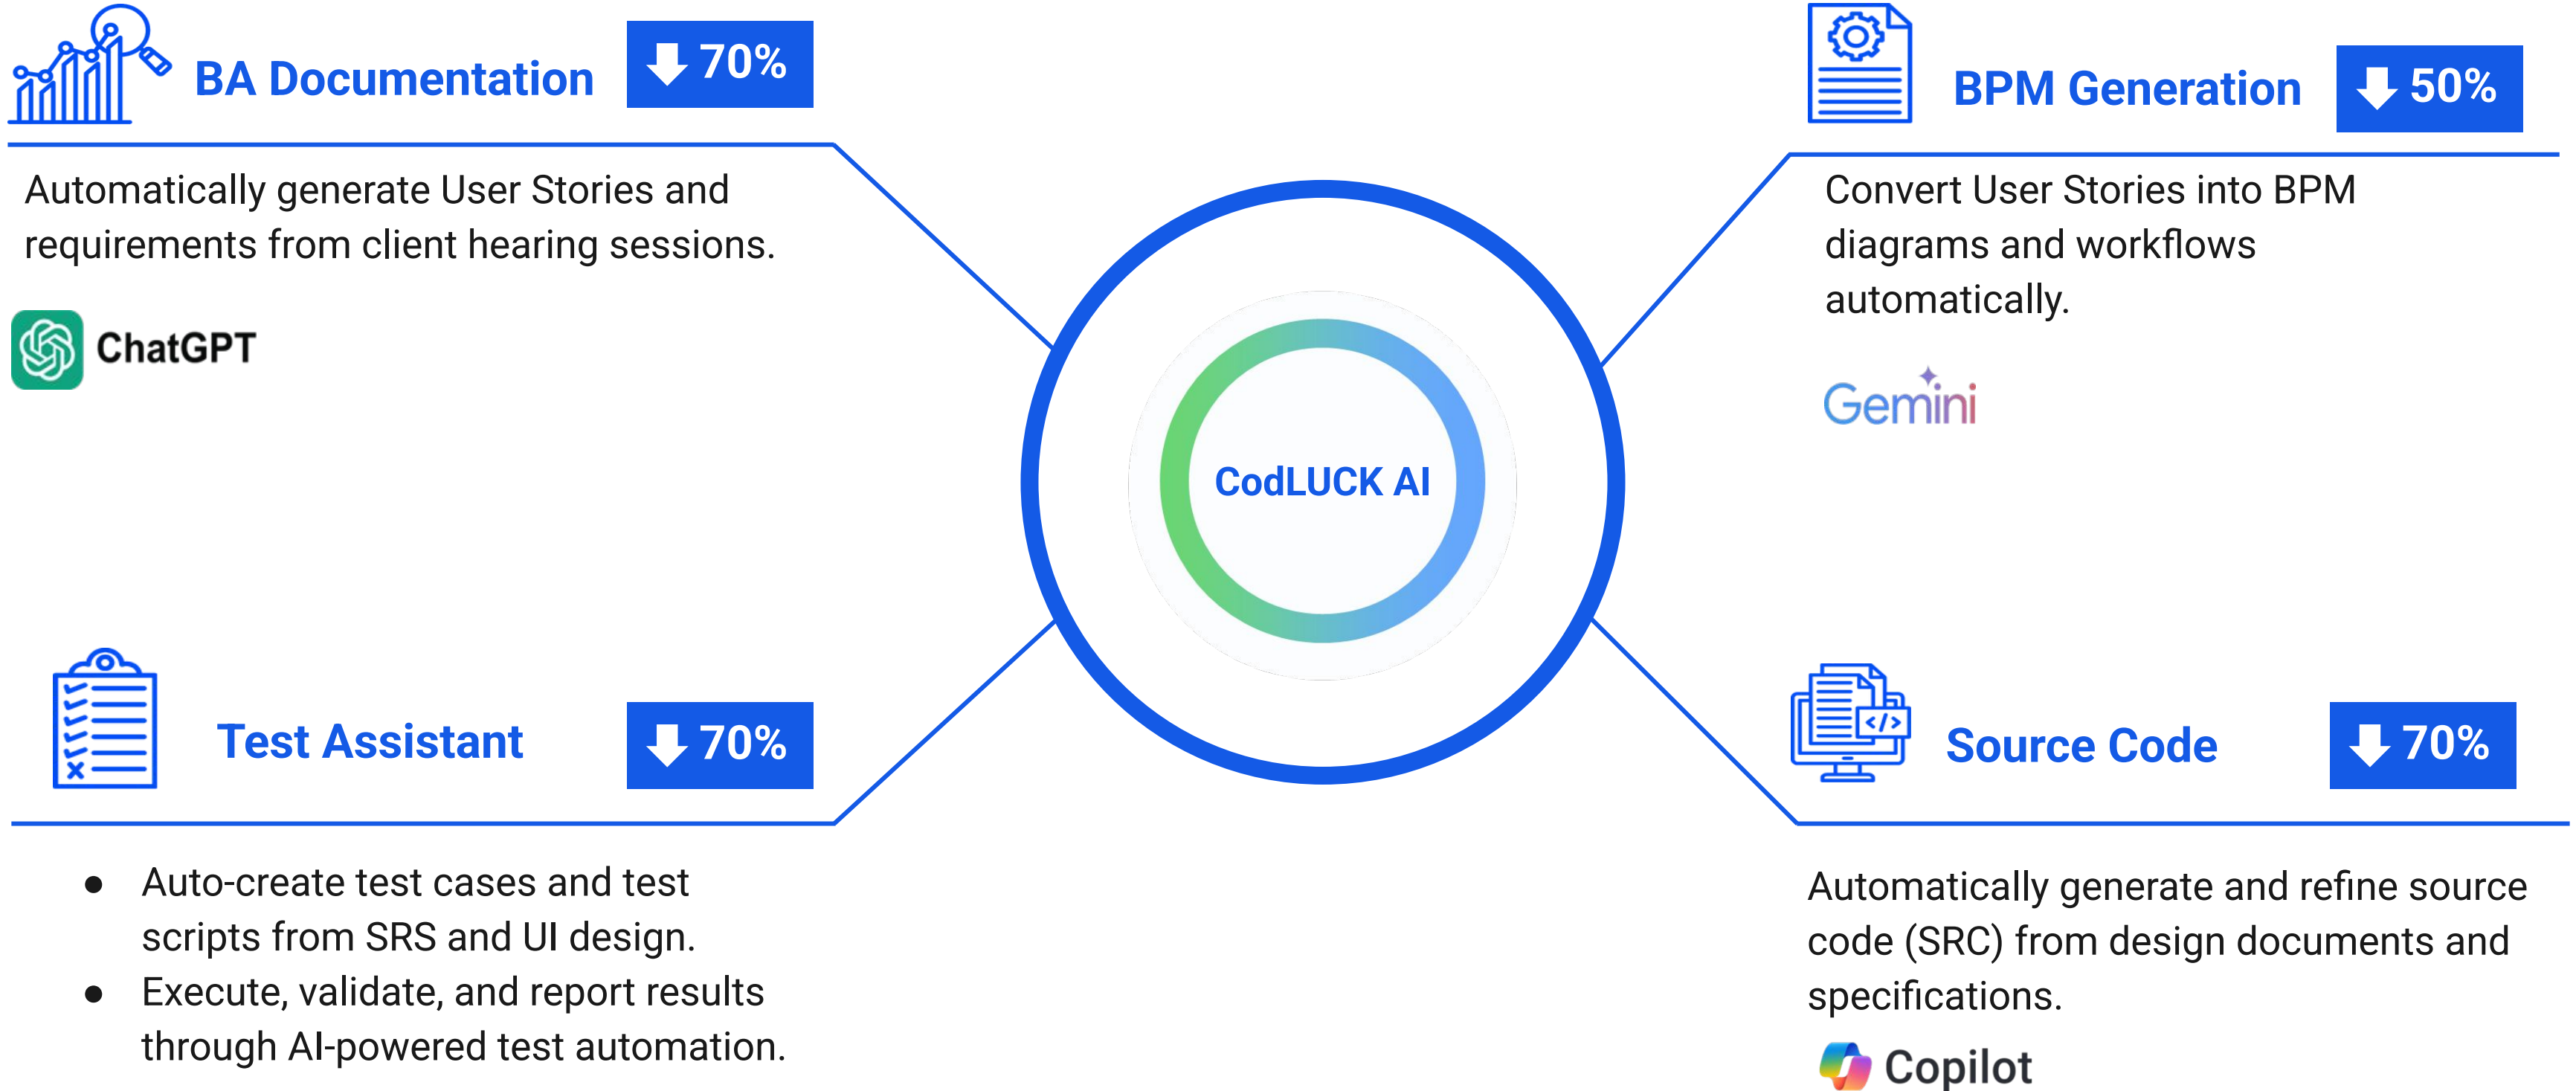 BA Documentation
70%
Automatically generate User Stories and
requirements from client hearing sessions.
ChatGPT
BPM Generation
50%
Convert User Stories into BPM
diagrams and workflows
automatically.
Gemini
CodLUCK AI
Test Assistant
70%
● Auto-create test cases and test
scripts from SRS and UI design.
● Execute, validate, and report results
through AI-powered test automation.
Source Code
70%
Automatically generate and refine source
code (SRC) from design documents and
specifications.
Copilot